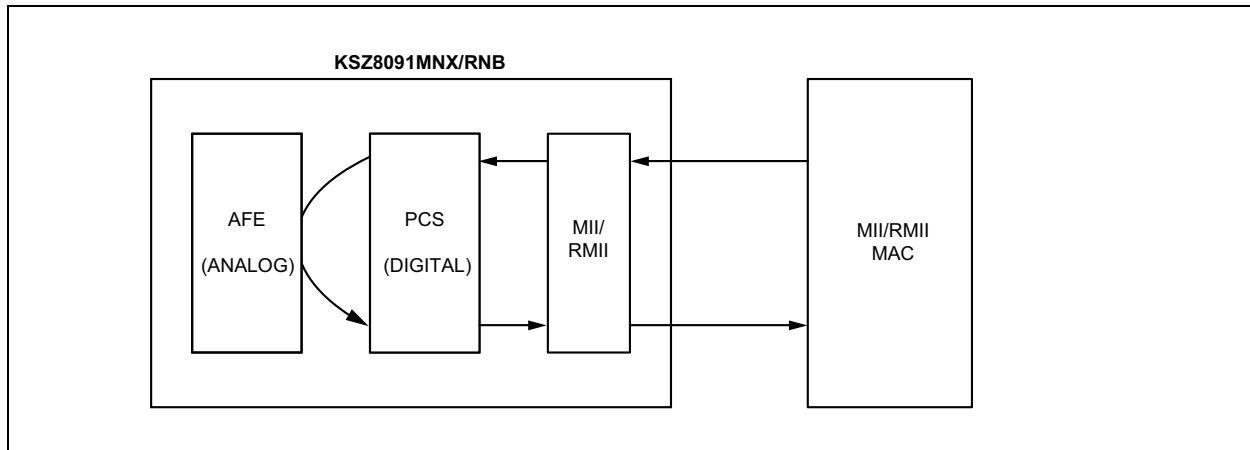 KSZ8091MNX/RNB
AFE
(ANALOG)
PCS
(DIGITAL)
MII/
RMII
MII/RMII
MAC